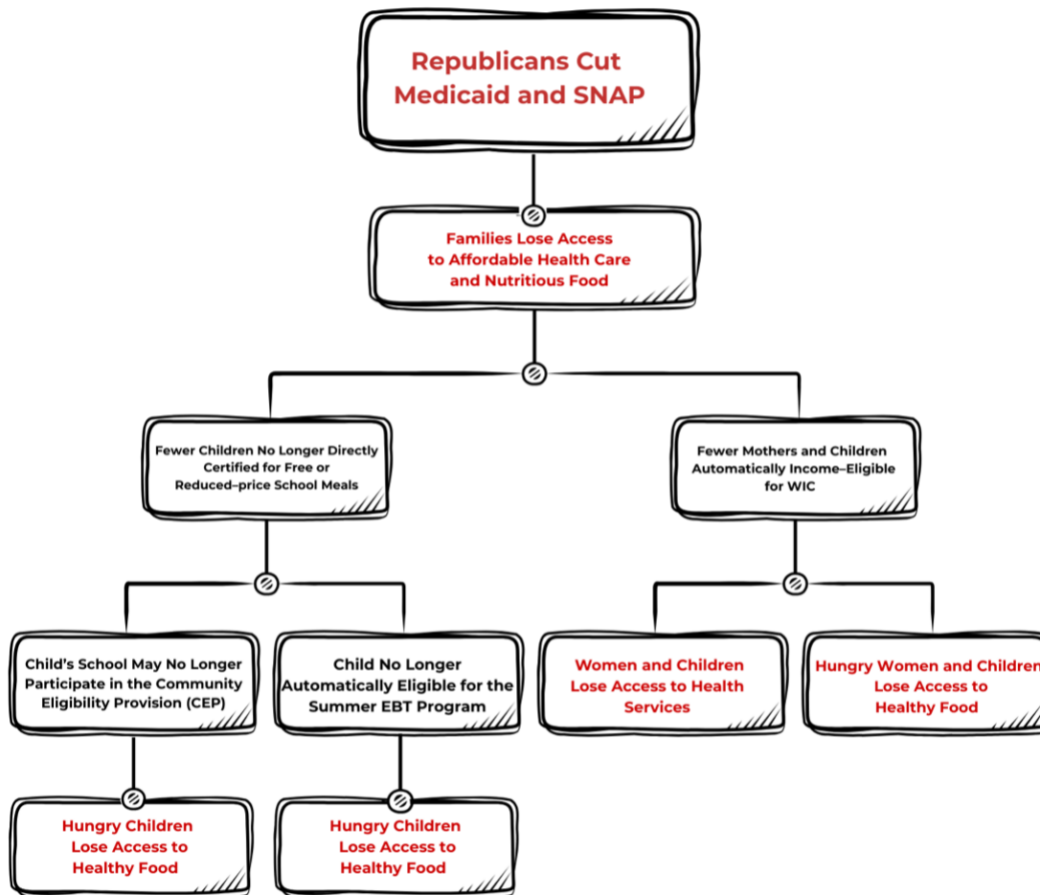 Republicans Cut
Medicaid and SNAP
Families Lose Access
to Affordable Health Care
and Nutritious Food
Fewer Children No Longer Directly
Certified for Free or
Reduced–price School Meals
Fewer Mothers and Children
Automatically Income–Eligible
for WIC
Child's School May No Longer
Participate in the Community
Eligibility Provision (CEP)
Child No Longer
Automatically Eligible for the
Summer EBT Program
Women and Children
Lose Access to Health
Services
Hungry Women and Children
Lose Access to
Healthy Food
Hungry Children
Lose Access to
Healthy Food
Hungry Children
Lose Access to
Healthy Food